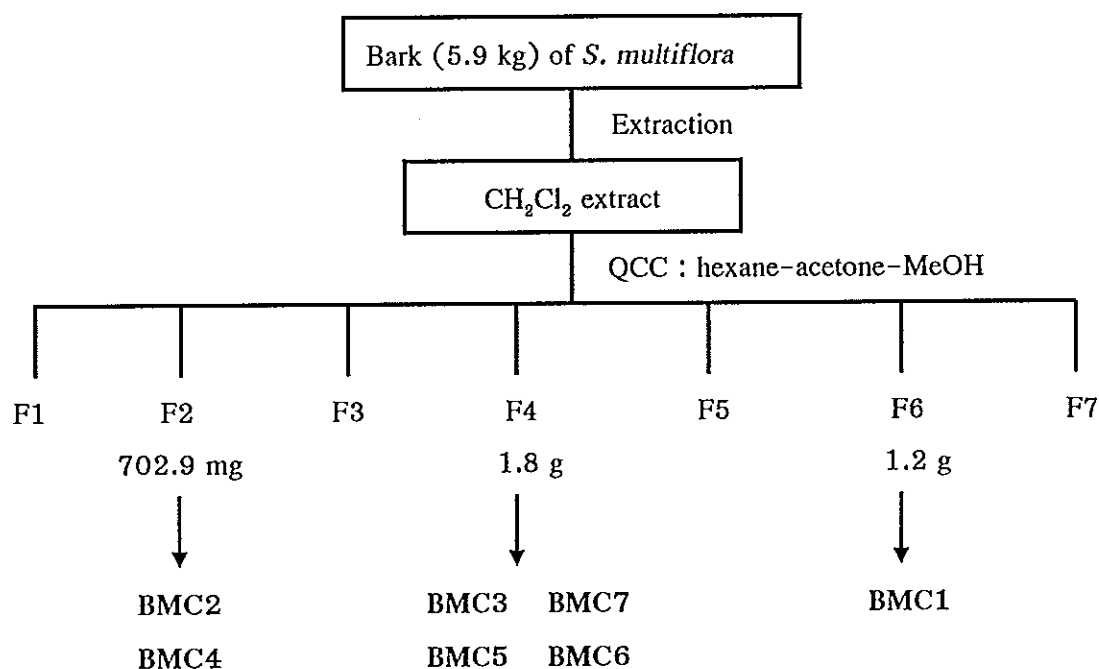 Bark (5.9 kg) of S. multiflora
Extraction
CH₂Cl₂ extract
QCC : hexane-acetone-MeOH
F1 F2 F3 F4 F5 F6 F7
702.9 mg 1.8 g 1.2 g
BMC2 BMC3 BMC7 BMC1
BMC4 BMC5 BMC6